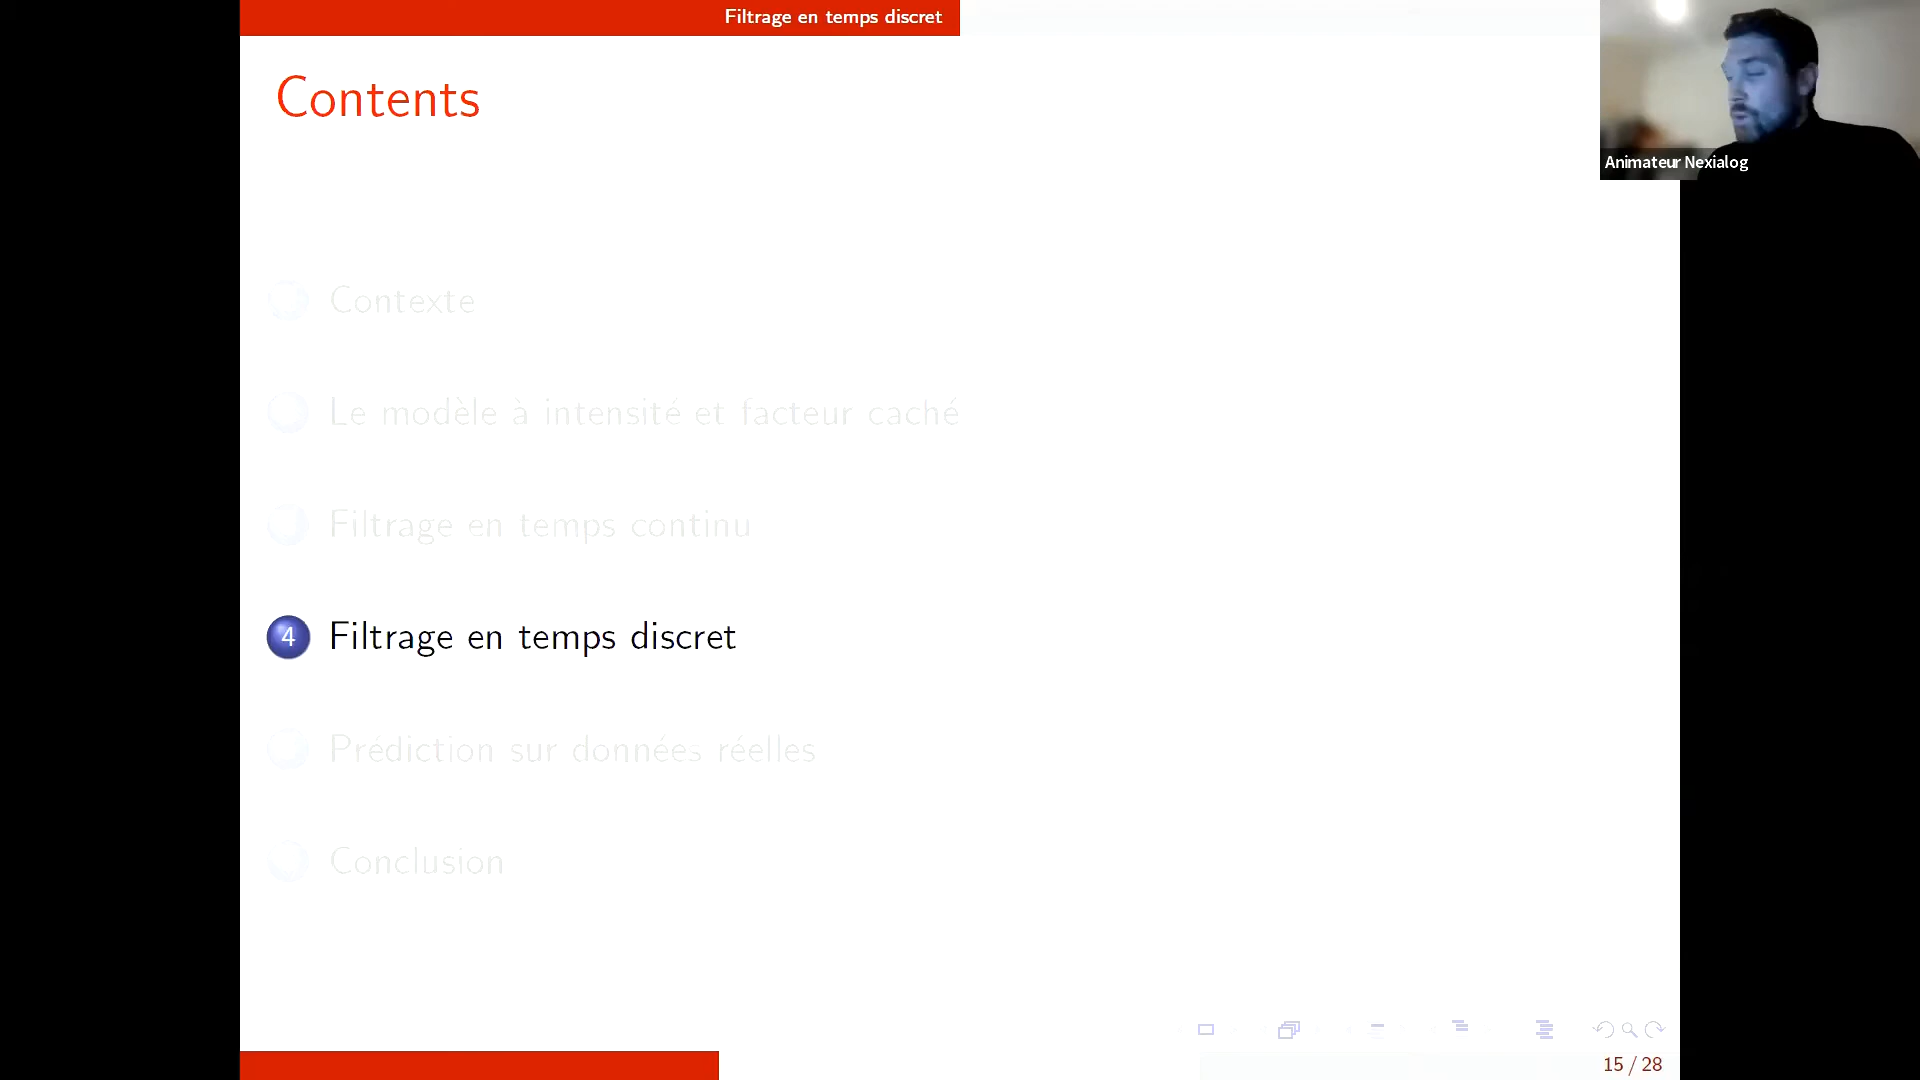 Filtrage en temps discret
Contents
Animateur Nexialog
Contexte
Le modèle à intensité et facteur caché
Filtrage en temps continu
4 Filtrage en temps discret
Prédiction sur données réelles
Conclusion
15 / 28